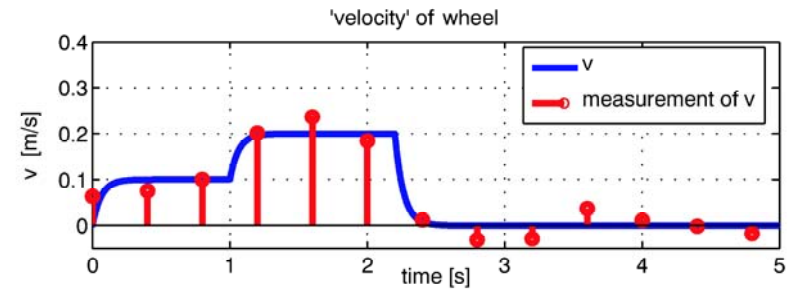 'velocity' of wheel
0.4
0.3
0.2
0.1
0
v [m/s]
v
measurement of v
0 1 2 3 4 5
time [s]